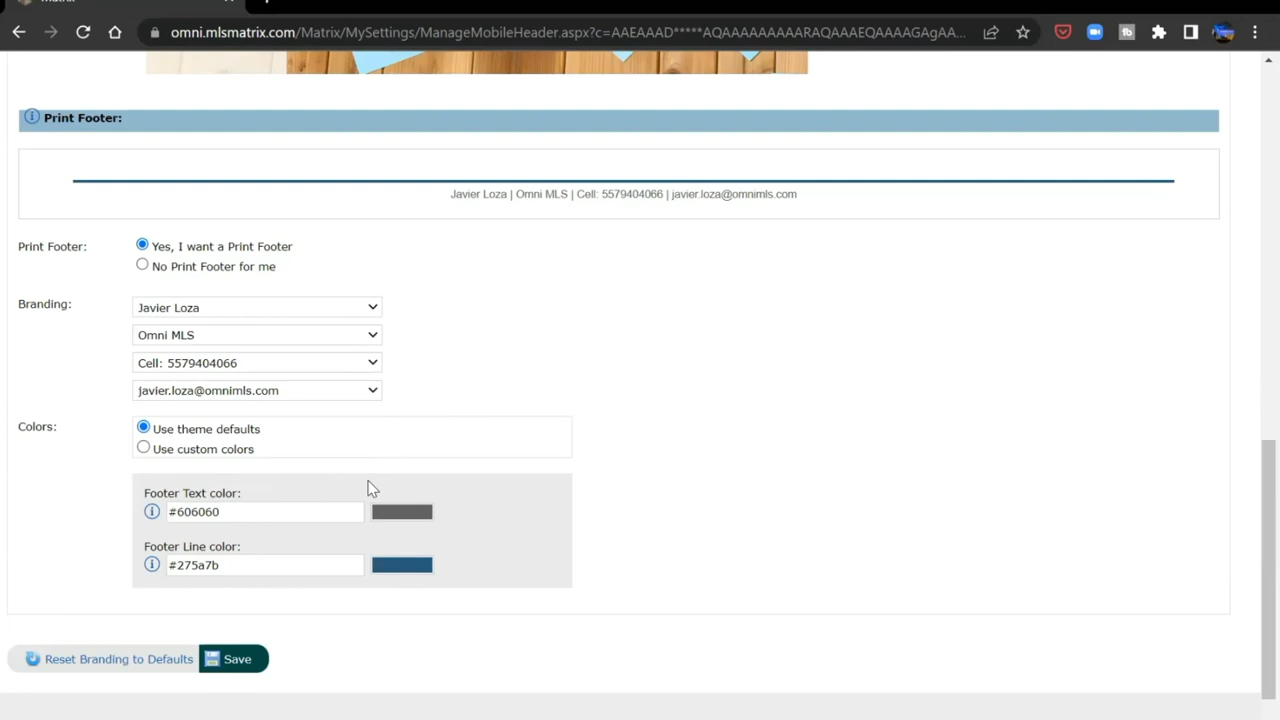 omni.mlsmatrix.com/Matrix/MySettings/ManageMobileHeader.aspx?c=AAEAAAD*****AQAAAAAAAAARAQAAAEQAAAAGAgAA...
Print Footer:
Javier Loza | Omni MLS | Cell: 5579404066 | javier.loza@omnimls.com
Print Footer:
Yes, I want a Print Footer
No Print Footer for me
Branding:
Javier Loza
Omni MLS
Cell: 5579404066
javier.loza@omnimls.com
Colors:
Use theme defaults
Use custom colors
Footer Text color:
#606060
Footer Line color:
#275a7b
Reset Branding to Defaults
Save